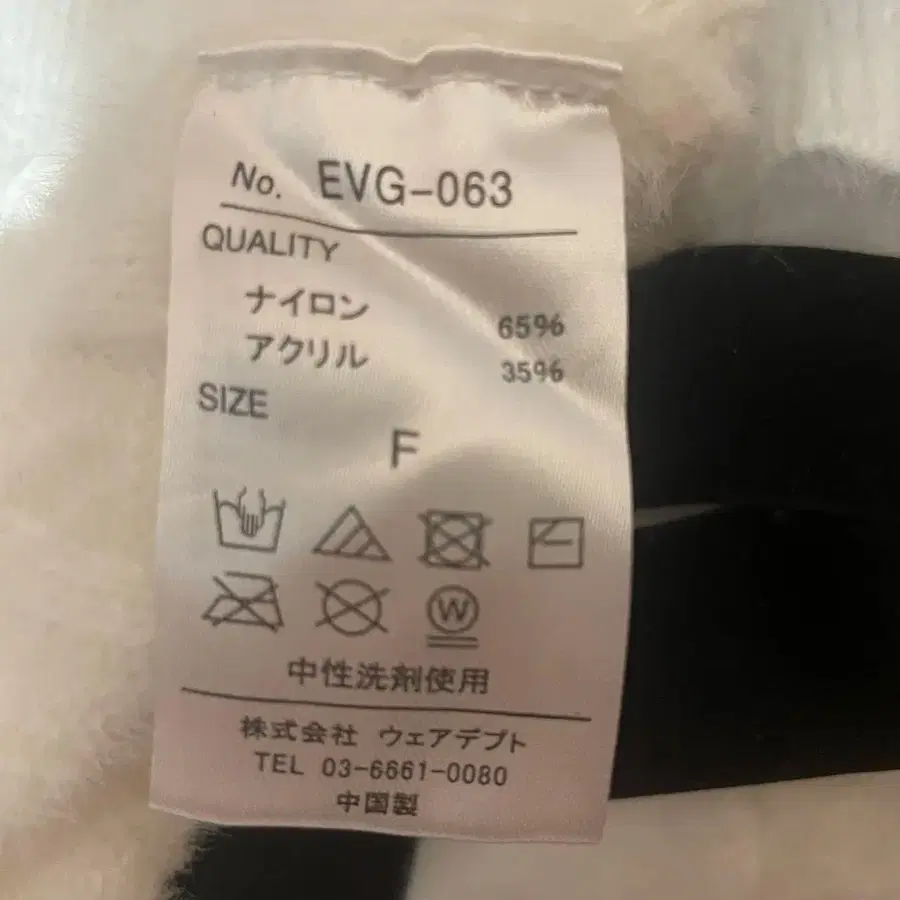 No. EVG-063
QUALITY
ナイロン 65%
アクリル 35%
SIZE
F
W
中性洗剤使用
株式会社 ウェアデプト
TEL 03-6661-0080
中国製